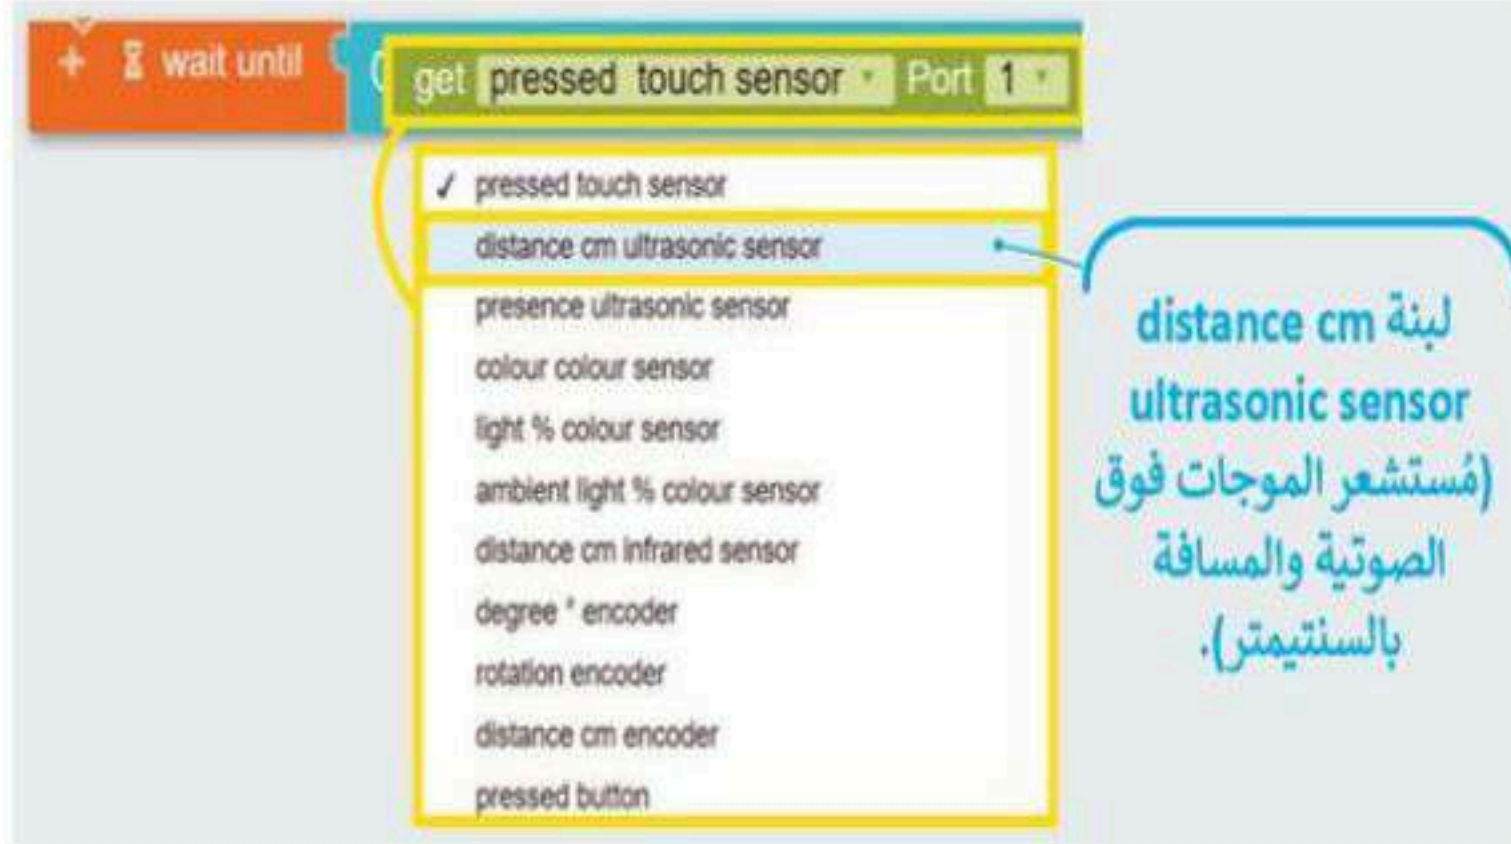 + wait until get pressed touch sensor Port 1
✓ pressed touch sensor
distance cm ultrasonic sensor
presence ultrasonic sensor
colour colour sensor
light % colour sensor
ambient light % colour sensor
distance cm infrared sensor
degree ° encoder
rotation encoder
distance cm encoder
pressed button
لبنة distance cm
ultrasonic sensor
(مُستشعر الموجات فوق
الصوتية والمسافة
بالسنتيمتر).